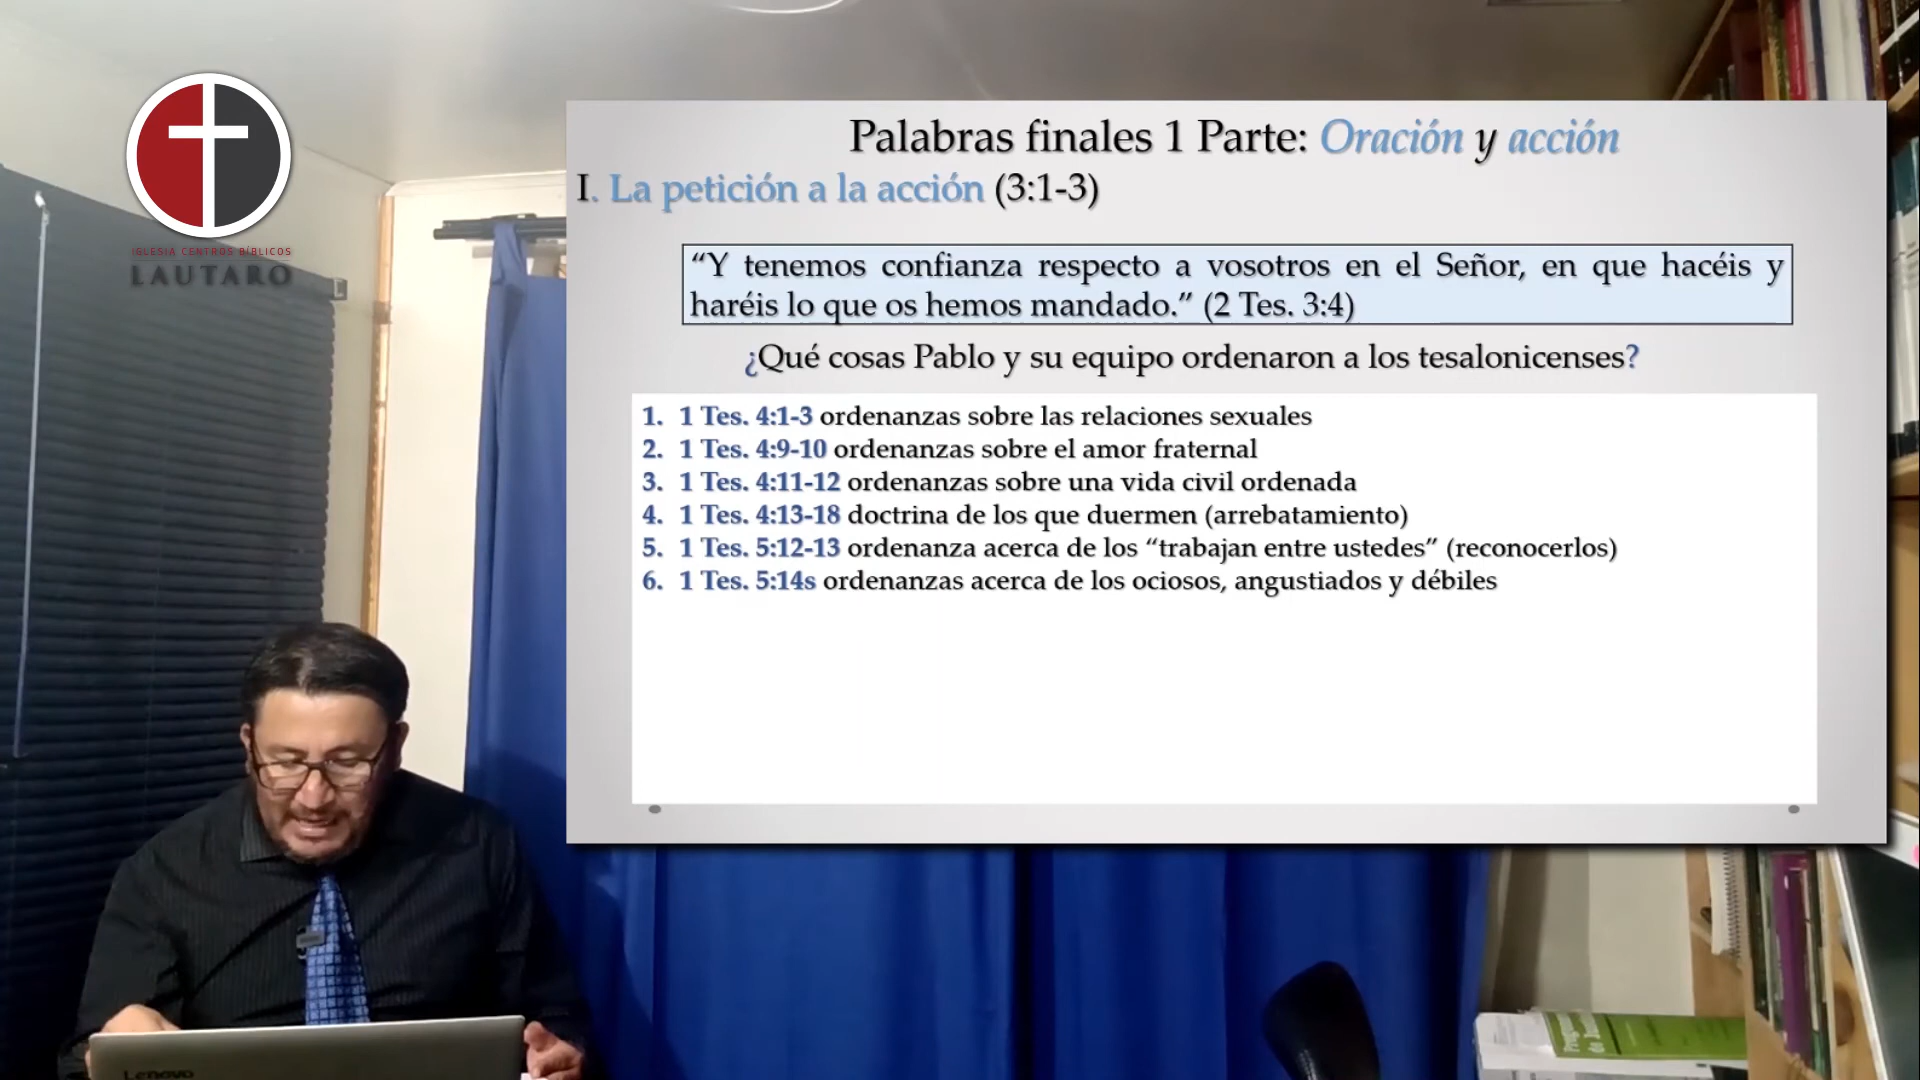 IGLESIA CENTROS BÍBLICOS
LAUTARO
Palabras finales 1 Parte: Oración y acción
I. La petición a la acción (3:1-3)
“Y tenemos confianza respecto a vosotros en el Señor, en que hacéis y
haréis lo que os hemos mandado.” (2 Tes. 3:4)
¿Qué cosas Pablo y su equipo ordenaron a los tesalonicenses?
1. 1 Tes. 4:1-3 ordenanzas sobre las relaciones sexuales
2. 1 Tes. 4:9-10 ordenanzas sobre el amor fraternal
3. 1 Tes. 4:11-12 ordenanzas sobre una vida civil ordenada
4. 1 Tes. 4:13-18 doctrina de los que duermen (arrebatamiento)
5. 1 Tes. 5:12-13 ordenanza acerca de los “trabajan entre ustedes” (reconocerlos)
6. 1 Tes. 5:14s ordenanzas acerca de los ociosos, angustiados y débiles
Lenovo